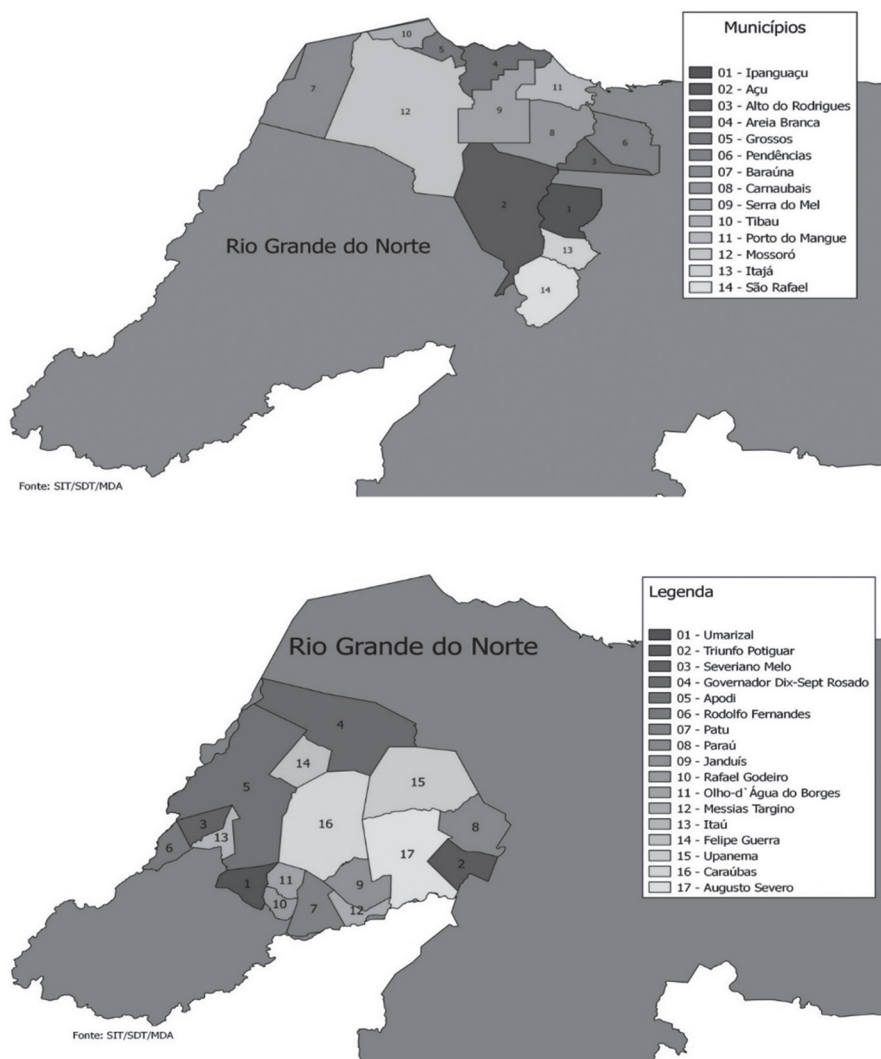 Municípios
01 - Ipanguaçu
02 - Açu
03 - Alto do Rodrigues
04 - Areia Branca
05 - Grossos
06 - Pendências
07 - Baraúna
08 - Carnaubais
09 - Serra do Mel
10 - Tibau
11 - Porto do Mangue
12 - Mossoró
13 - Itajá
14 - São Rafael
10
5
4
7
11
12
9
8
6
3
2
1
Rio Grande do Norte
13
14
Fonte: SIT/SDT/MDA
Legenda
01 - Umarizal
02 - Triunfo Potiguar
03 - Severiano Melo
04 - Governador Dix-Sept Rosado
05 - Apodi
06 - Rodolfo Fernandes
07 - Patu
08 - Paraú
09 - Janduís
10 - Rafael Godeiro
11 - Olho-d`Água do Borges
12 - Messias Targino
13 - Itaú
14 - Felipe Guerra
15 - Upanema
16 - Caraúbas
17 - Augusto Severo
Rio Grande do Norte
4
14
15
5
16
3
8
13
6
17
2
1
11
9
10
7
12
Fonte: SIT/SDT/MDA